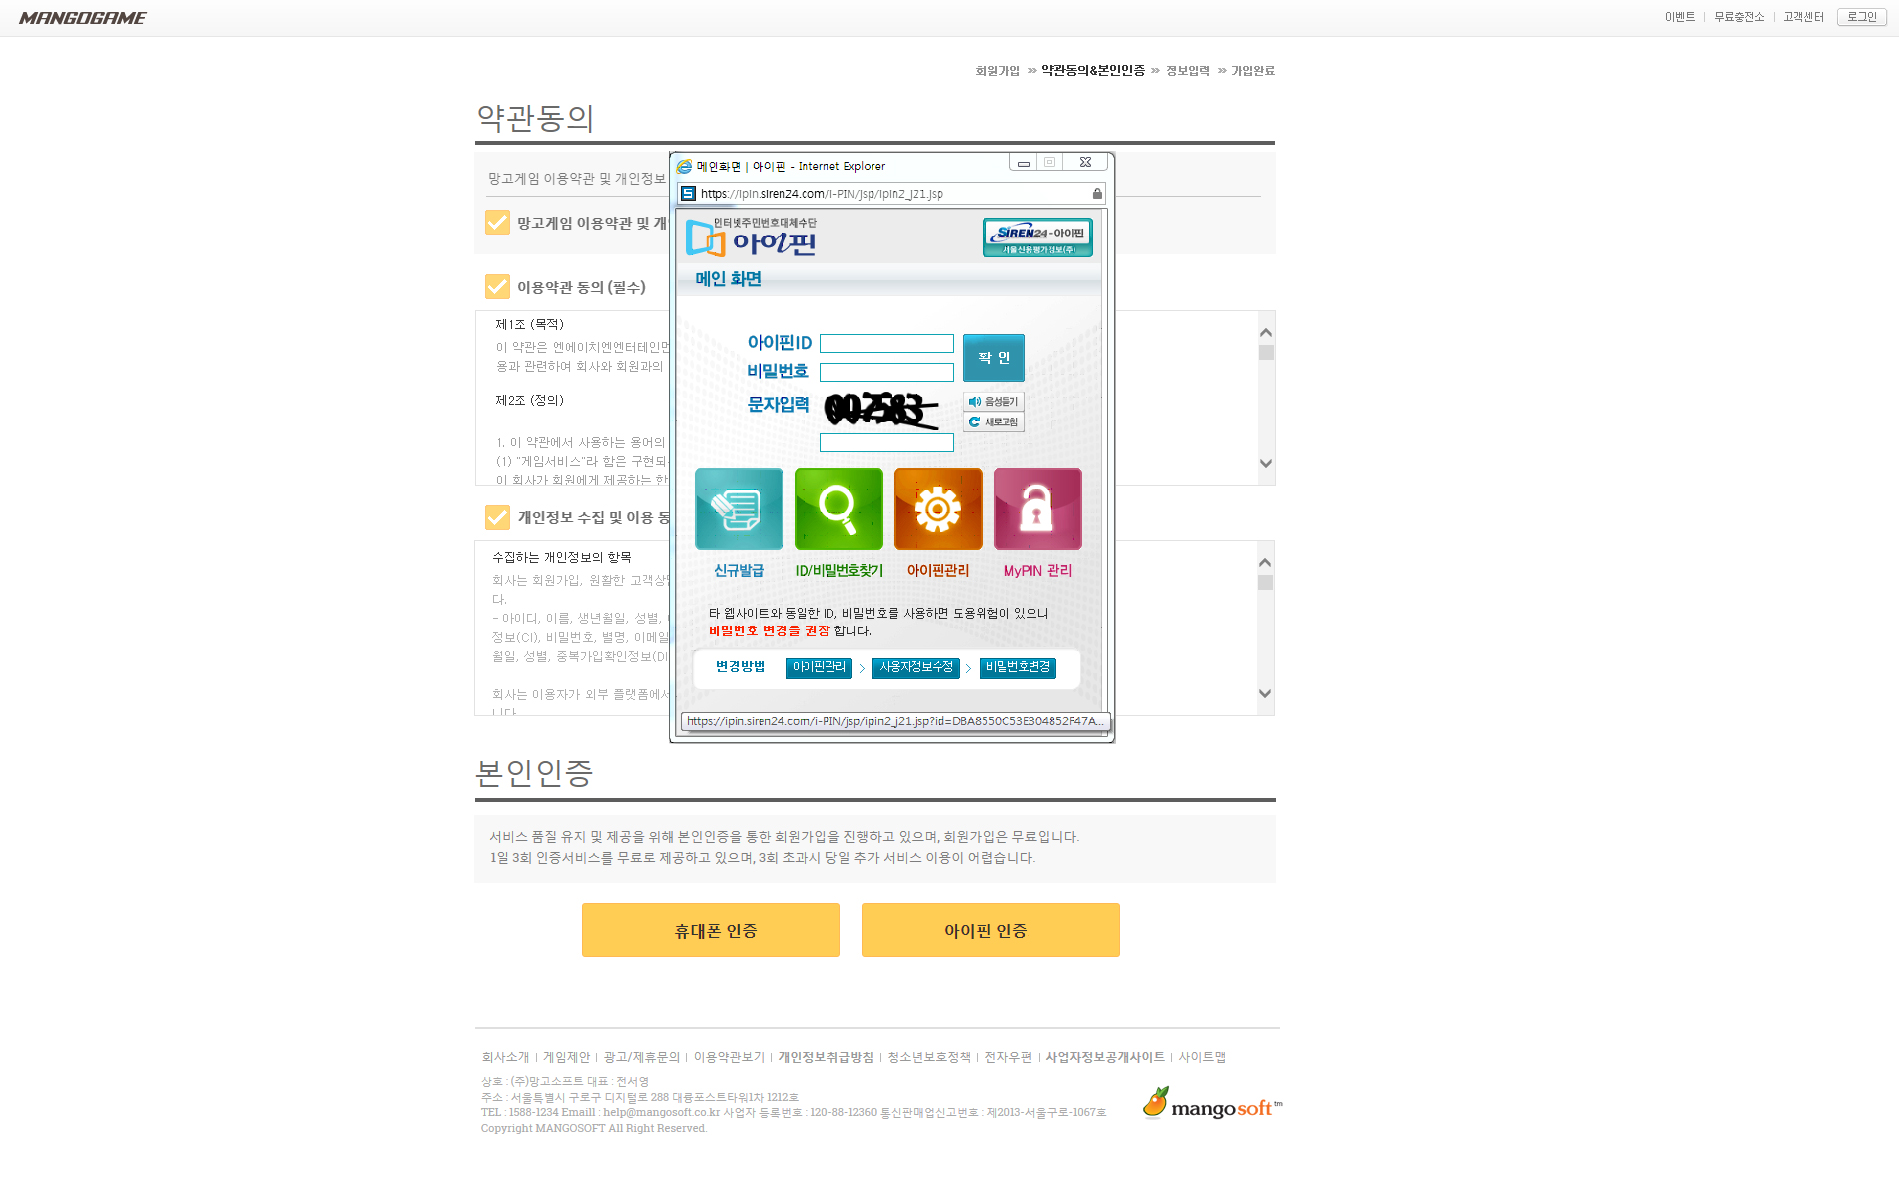 MANGOGAME
이벤트 | 무료충전소 | 고객센터 로그인
회원가입 » 약관동의&본인인증 » 정보입력 » 가입완료
약관동의
망고게임 이용약관 및 개인정보
망고게임 이용약관 및 개
이용약관 동의 (필수)
제1조 (목적)
이 약관은 엔에이치엔엔터테인먼
용과 관련하여 회사와 회원과의
제2조 (정의)
1. 이 약관에서 사용하는 용어의
(1) "게임서비스"라 함은 구현되
이 회사가 회원에게 제공하는 한
개인정보 수집 및 이용 동
수집하는 개인정보의 항목
회사는 회원가입, 원활한 고객상담
다.
- 아이디, 이름, 생년월일, 성별,
정보(CI), 비밀번호, 별명, 이메일
월일, 성별, 중복가입확인정보(DI
회사는 이용자가 외부 플랫폼에서
니다
메인화면 | 아이핀 - Internet Explorer
https://ipin.siren24.com/i-PIN/jsp/ipin2_j21.jsp
인터넷주민번호대체수단
아이핀
SIREN24-아이핀
서울신용평가정보(주)
메인 화면
아이핀ID
확 인
비밀번호
문자입력
002583
음성듣기
새로고침
신규발급
ID/비밀번호찾기
아이핀관리
MyPIN 관리
타 웹사이트와 동일한 ID, 비밀번호를 사용하면 도용위험이 있으니
비밀번호 변경을 권장 합니다.
변경방법 아이핀관리 > 사용자정보수정 > 비밀번호변경
https://ipin.siren24.com/i-PIN/jsp/ipin2_j21.jsp?id=DBA8550C53E304852F47A...
본인인증
서비스 품질 유지 및 제공을 위해 본인인증을 통한 회원가입을 진행하고 있으며, 회원가입은 무료입니다.
1일 3회 인증서비스를 무료로 제공하고 있으며, 3회 초과시 당일 추가 서비스 이용이 어렵습니다.
휴대폰 인증
아이핀 인증
회사소개 | 게임제안 | 광고/제휴문의 | 이용약관보기 | 개인정보취급방침 | 청소년보호정책 | 전자우편 | 사업자정보공개사이트 | 사이트맵
상호 : (주)망고소프트 대표 : 전서영
주소 : 서울특별시 구로구 디지털로 288 대륭포스트타워1차 1212호
TEL : 1588-1234 Emaill : help@mangosoft.co.kr 사업자 등록번호 : 120-88-12360 통신판매업신고번호 : 제2013-서울구로-1067호
Copyright MANGOSOFT All Right Reserved.
mangosoft™